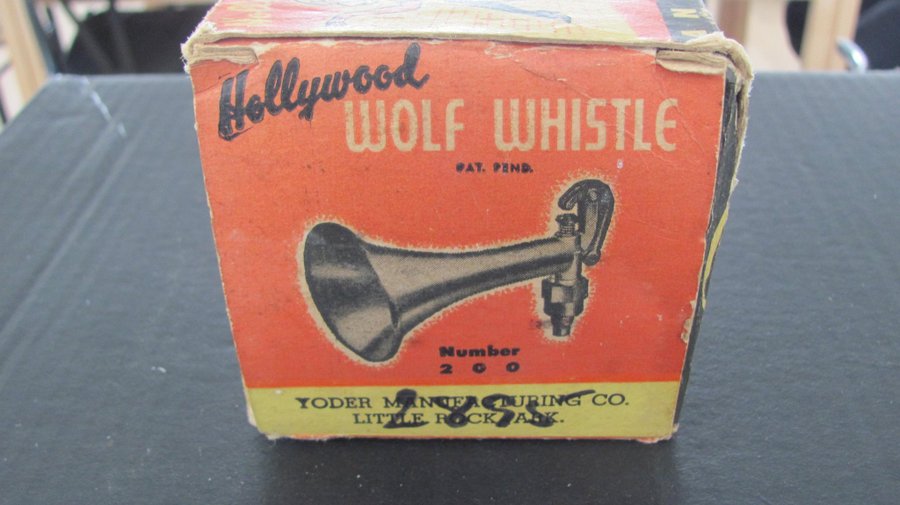 Hollywood
WOLF WHISTLE
PAT. PEND.
Number
200
YODER MANUFACTURING CO.
LITTLE ROCK, ARK.